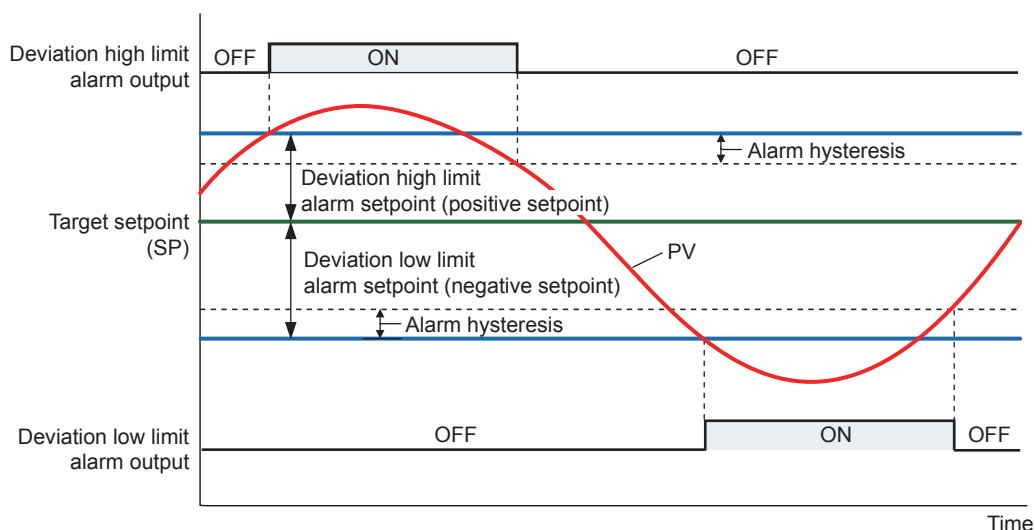 Deviation high limit
alarm output
OFF
ON
OFF
Alarm hysteresis
Deviation high limit
alarm setpoint (positive setpoint)
Target setpoint
(SP)
Deviation low limit
alarm setpoint (negative setpoint)
PV
Alarm hysteresis
Deviation low limit
alarm output
OFF
ON
OFF
Time